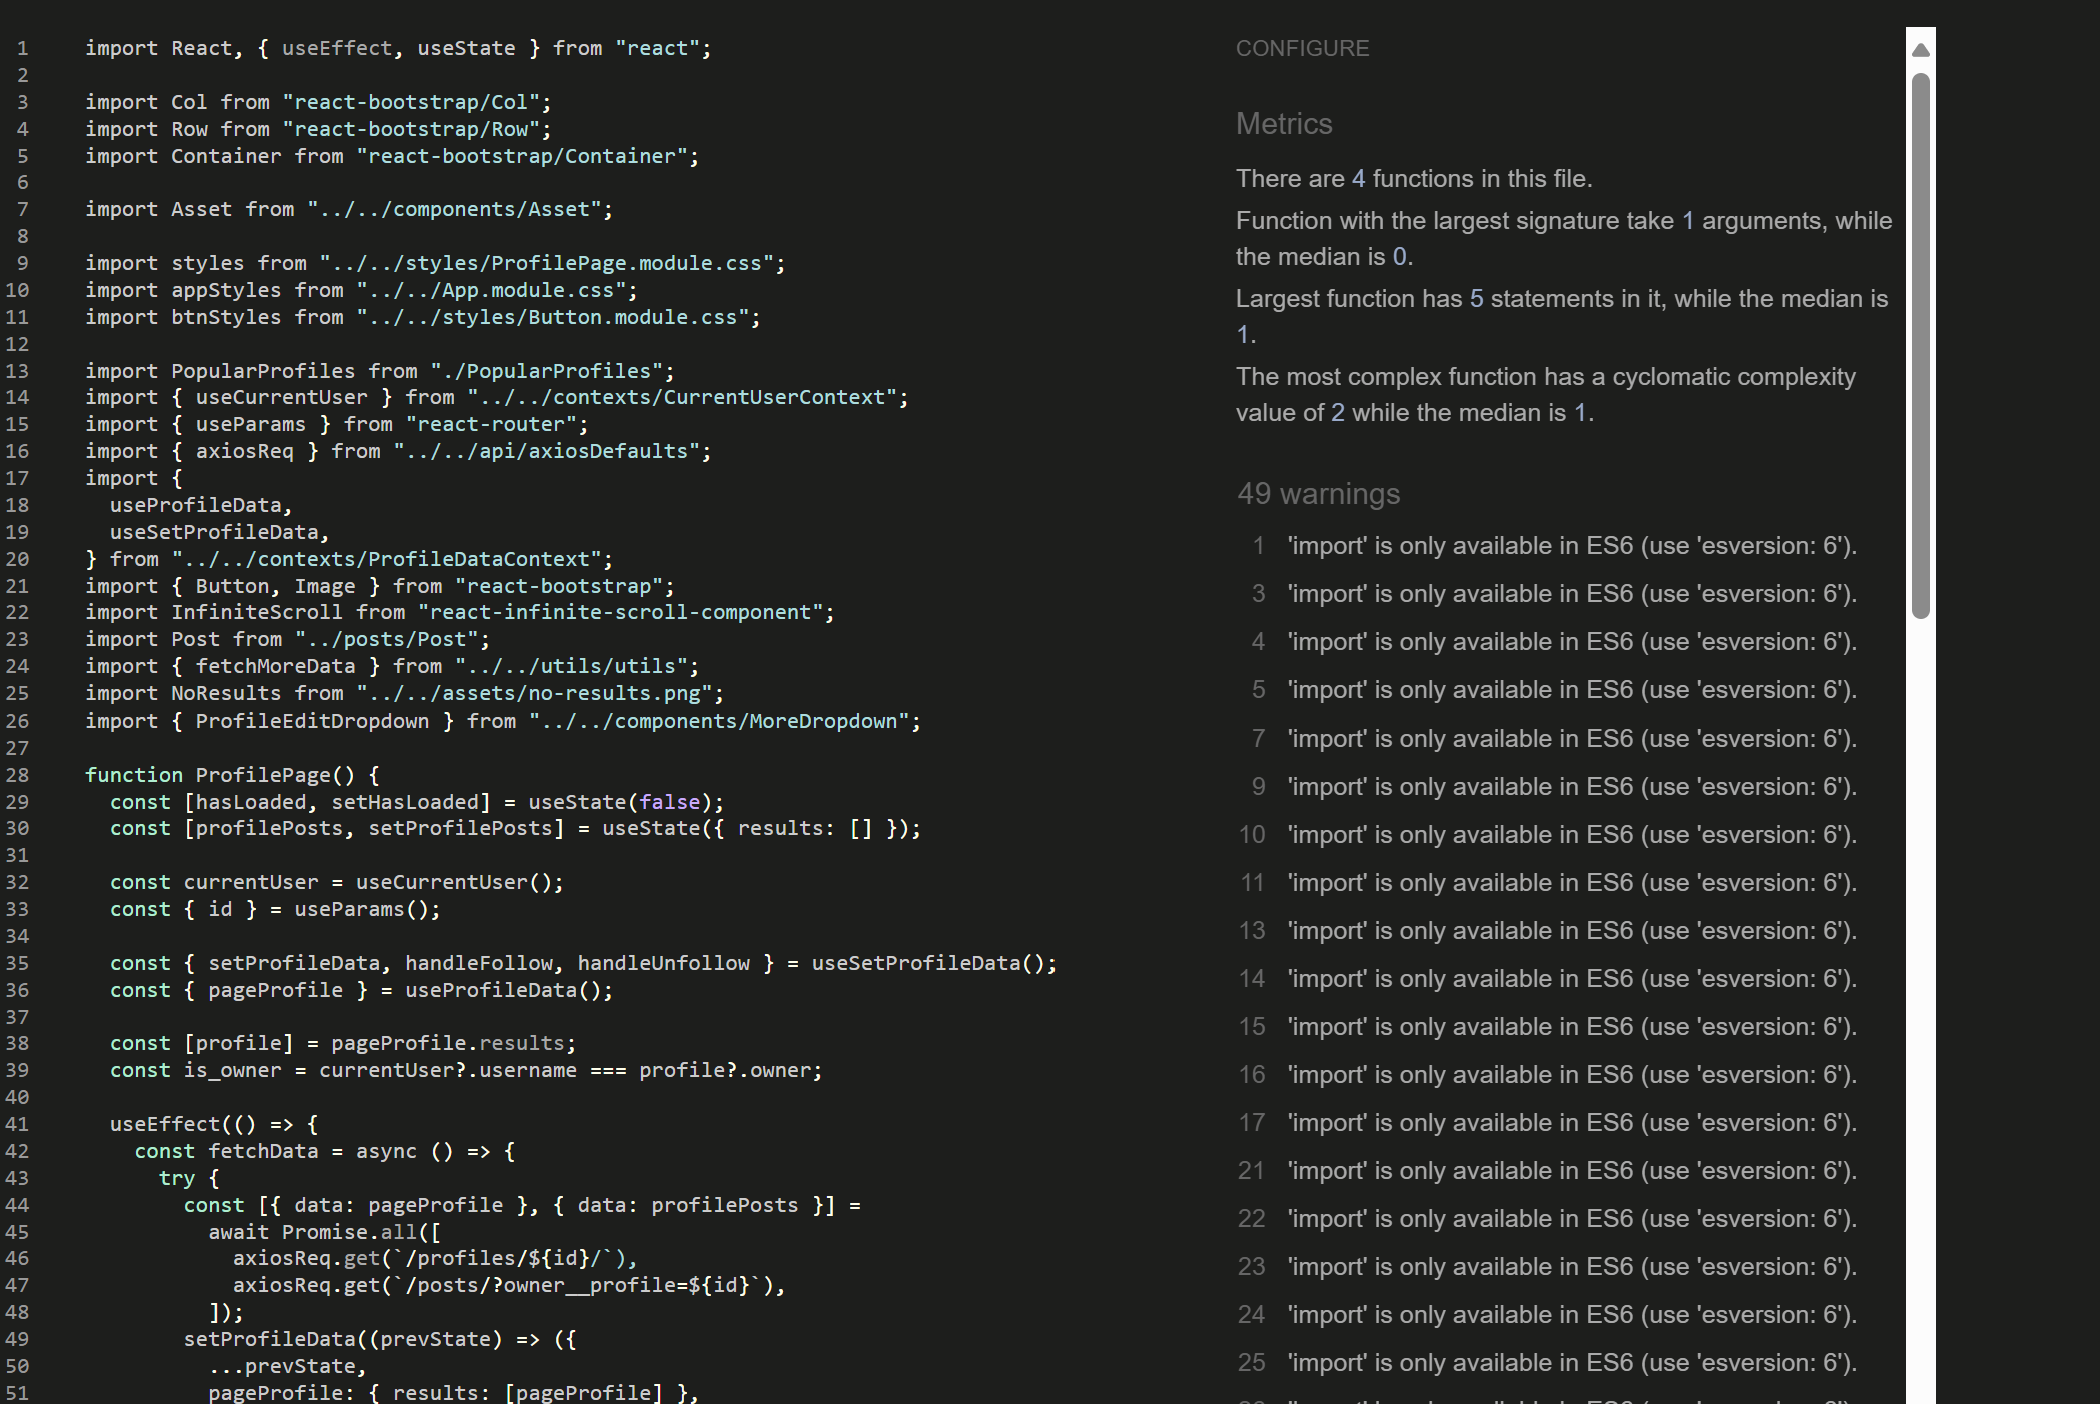 1 import React, { useEffect, useState } from "react";
2
3 import Col from "react-bootstrap/Col";
4 import Row from "react-bootstrap/Row";
5 import Container from "react-bootstrap/Container";
6
7 import Asset from "../../components/Asset";
8
9 import styles from "../../styles/ProfilePage.module.css";
10 import appStyles from "../../App.module.css";
11 import btnStyles from "../../styles/Button.module.css";
12
13 import PopularProfiles from "./PopularProfiles";
14 import { useCurrentUser } from "../../contexts/CurrentUserContext";
15 import { useParams } from "react-router";
16 import { axiosReq } from "../../api/axiosDefaults";
17 import {
18   useProfileData,
19   useSetProfileData,
20 } from "../../contexts/ProfileDataContext";
21 import { Button, Image } from "react-bootstrap";
22 import InfiniteScroll from "react-infinite-scroll-component";
23 import Post from "../posts/Post";
24 import { fetchMoreData } from "../../utils/utils";
25 import NoResults from "../../assets/no-results.png";
26 import { ProfileEditDropdown } from "../../components/MoreDropdown";
27
28 function ProfilePage() {
29   const [hasLoaded, setHasLoaded] = useState(false);
30   const [profilePosts, setProfilePosts] = useState({ results: [] });
31
32   const currentUser = useCurrentUser();
33   const { id } = useParams();
34
35   const { setProfileData, handleFollow, handleUnfollow } = useSetProfileData();
36   const { pageProfile } = useProfileData();
37
38   const [profile] = pageProfile.results;
39   const is_owner = currentUser?.username === profile?.owner;
40
41   useEffect(() => {
42     const fetchData = async () => {
43       try {
44         const [{ data: pageProfile }, { data: profilePosts }] =
45           await Promise.all([
46             axiosReq.get(`/profiles/${id}/`),
47             axiosReq.get(`/posts/?owner__profile=${id}`),
48           ]);
49         setProfileData((prevState) => ({
50           ...prevState,
51           pageProfile: { results: [pageProfile] },
CONFIGURE
Metrics
There are 4 functions in this file.
Function with the largest signature take 1 arguments, while
the median is 0.
Largest function has 5 statements in it, while the median is
1.
The most complex function has a cyclomatic complexity
value of 2 while the median is 1.
49 warnings
1 'import' is only available in ES6 (use 'esversion: 6').
3 'import' is only available in ES6 (use 'esversion: 6').
4 'import' is only available in ES6 (use 'esversion: 6').
5 'import' is only available in ES6 (use 'esversion: 6').
7 'import' is only available in ES6 (use 'esversion: 6').
9 'import' is only available in ES6 (use 'esversion: 6').
10 'import' is only available in ES6 (use 'esversion: 6').
11 'import' is only available in ES6 (use 'esversion: 6').
13 'import' is only available in ES6 (use 'esversion: 6').
14 'import' is only available in ES6 (use 'esversion: 6').
15 'import' is only available in ES6 (use 'esversion: 6').
16 'import' is only available in ES6 (use 'esversion: 6').
17 'import' is only available in ES6 (use 'esversion: 6').
21 'import' is only available in ES6 (use 'esversion: 6').
22 'import' is only available in ES6 (use 'esversion: 6').
23 'import' is only available in ES6 (use 'esversion: 6').
24 'import' is only available in ES6 (use 'esversion: 6').
25 'import' is only available in ES6 (use 'esversion: 6').